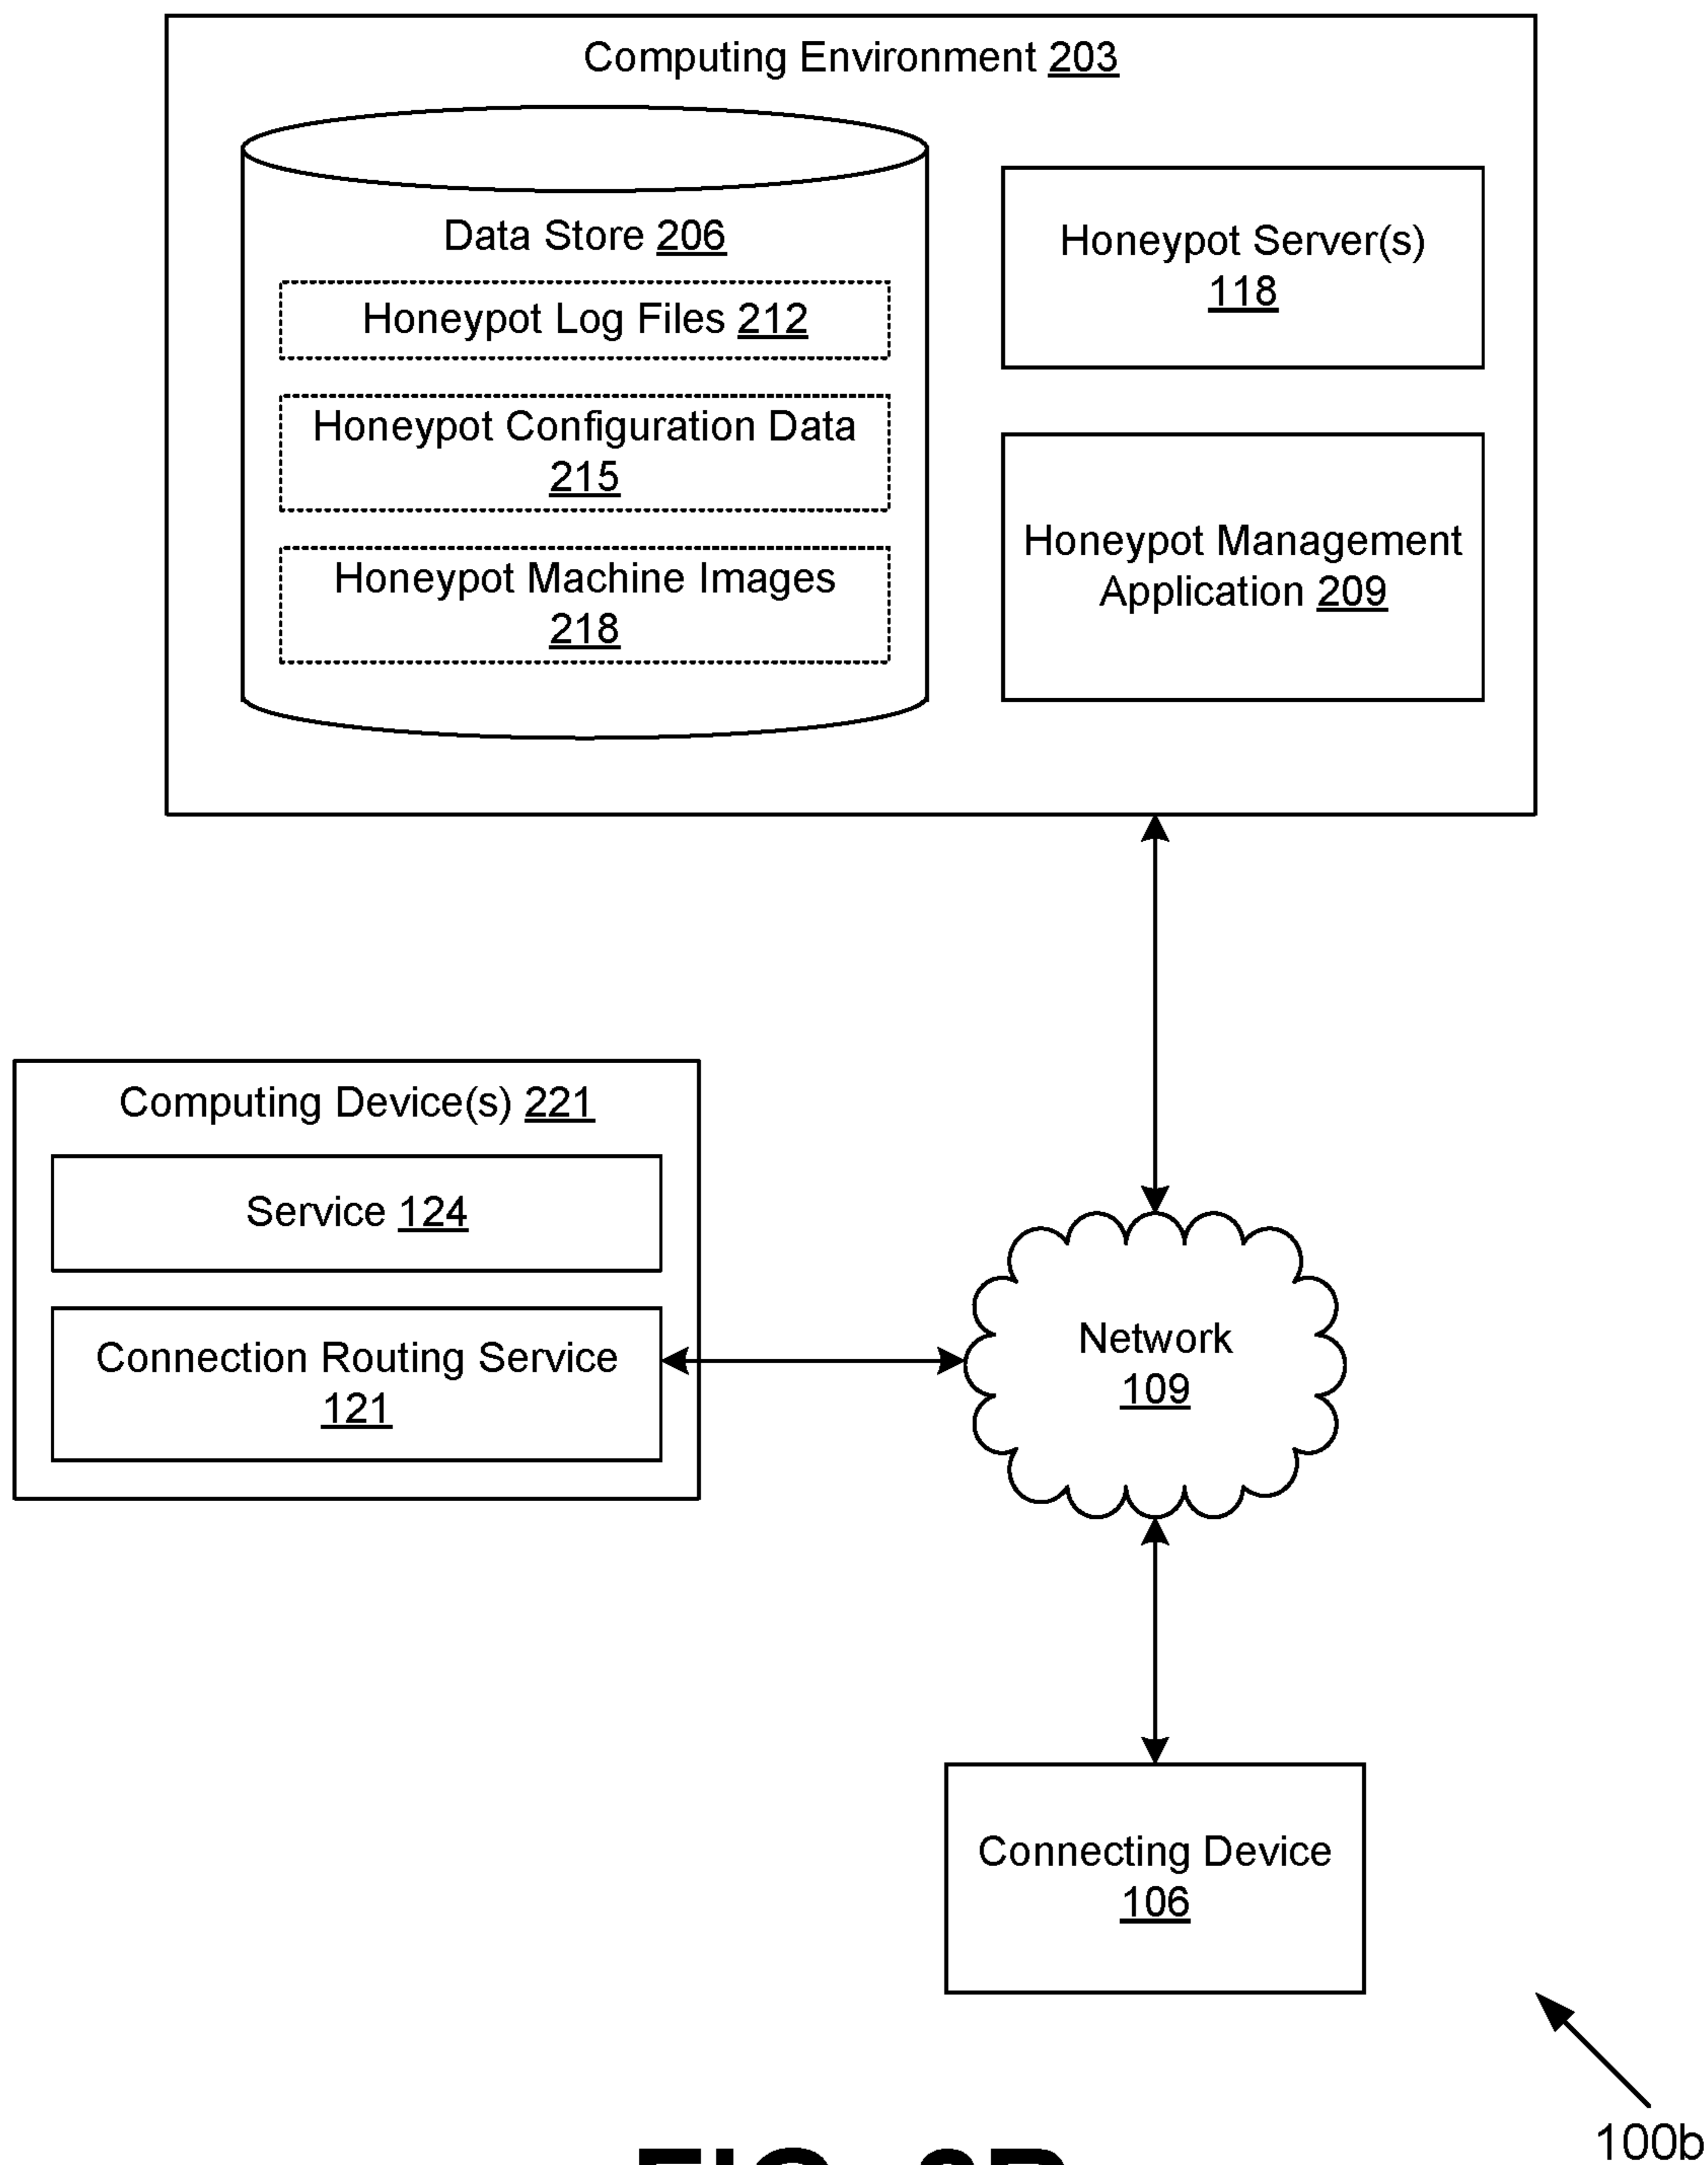 Computing Environment 203
Data Store 206
Honeypot Log Files 212
Honeypot Configuration Data
215
Honeypot Machine Images
218
Honeypot Server(s)
118
Honeypot Management
Application 209
Computing Device(s) 221
Service 124
Connection Routing Service
121
Network
109
Connecting Device
106
100b